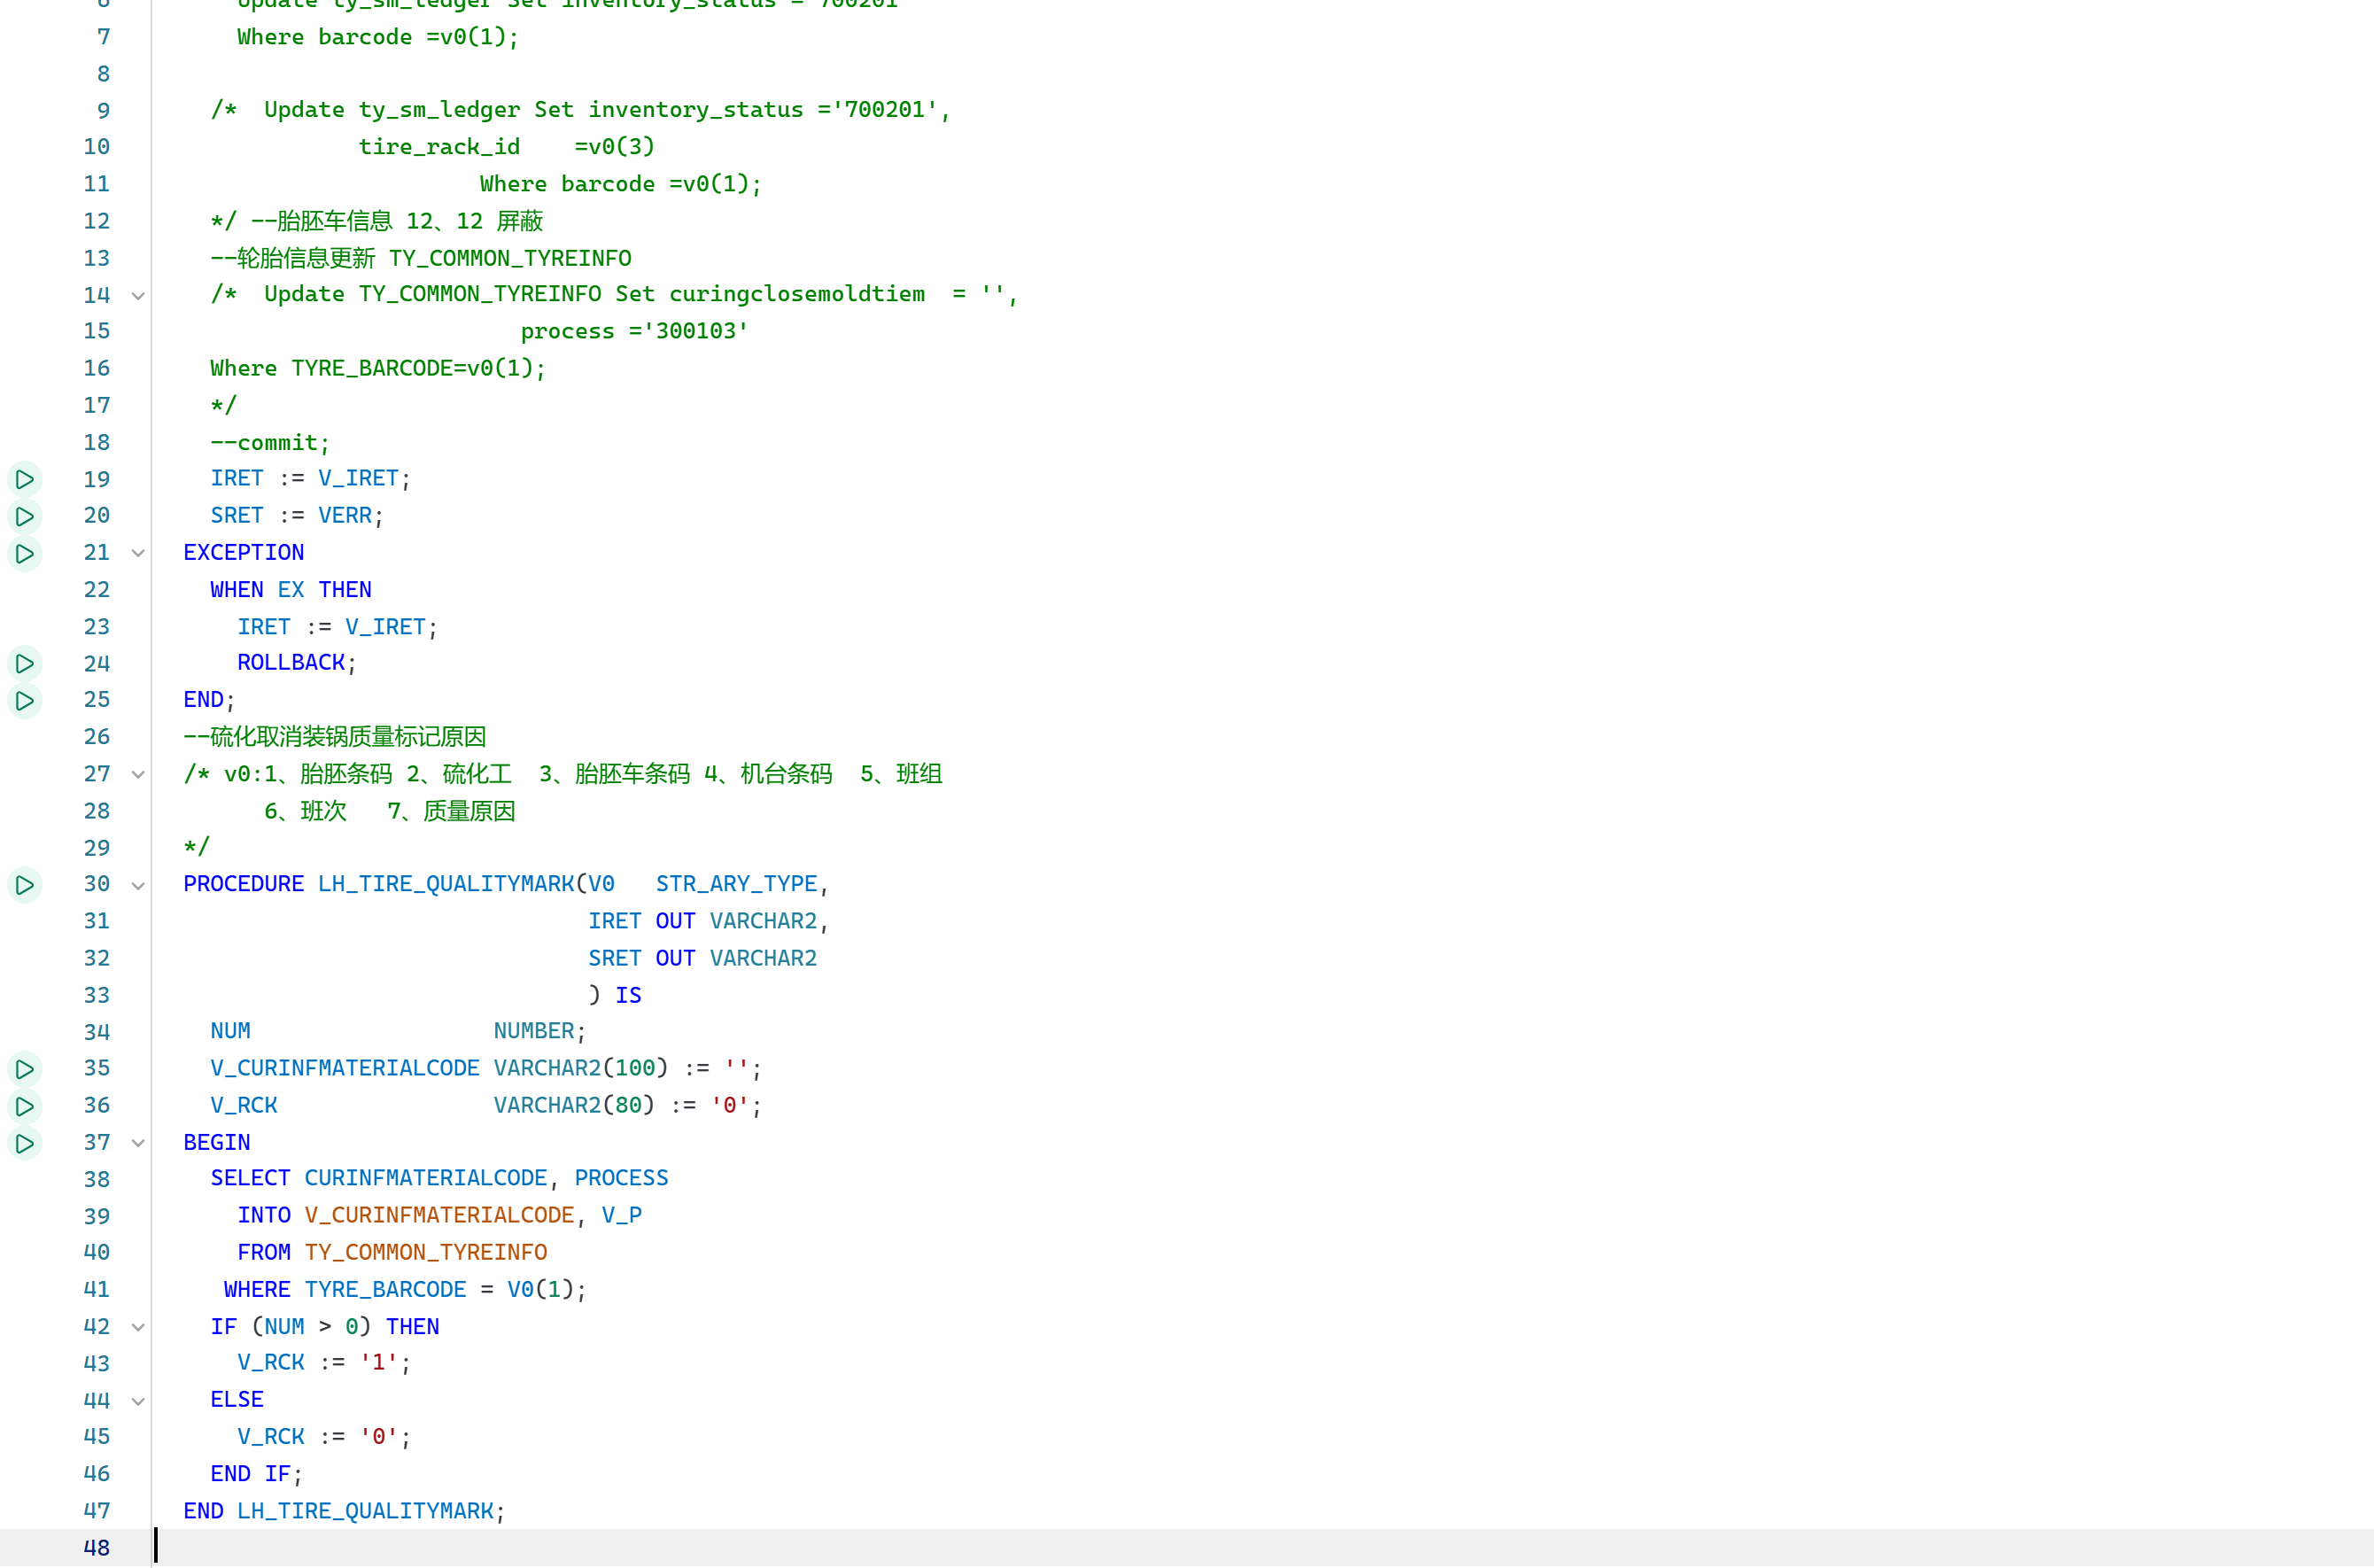 6 Update ty_sm_ledger Set inventory_status ='700201'
7 Where barcode =v0(1);
8
9 /*  Update ty_sm_ledger Set inventory_status ='700201',
10 tire_rack_id    =v0(3)
11 Where barcode =v0(1);
12 */ --胎胚车信息 12、12 屏蔽
13 --轮胎信息更新 TY_COMMON_TYREINFO
14 /*  Update TY_COMMON_TYREINFO Set curingclosemoldtiem  = '',
15 process ='300103'
16 Where TYRE_BARCODE=v0(1);
17 */
18 --commit;
19 IRET := V_IRET;
20 SRET := VERR;
21 EXCEPTION
22 WHEN EX THEN
23 IRET := V_IRET;
24 ROLLBACK;
25 END;
26 --硫化取消装锅质量标记原因
27 /* v0:1、胎胚条码 2、硫化工  3、胎胚车条码 4、机台条码  5、班组
28 6、班次   7、质量原因
29 */
30 PROCEDURE LH_TIRE_QUALITYMARK(V0   STR_ARY_TYPE,
31 IRET OUT VARCHAR2,
32 SRET OUT VARCHAR2
33 ) IS
34 NUM                  NUMBER;
35 V_CURINFMATERIALCODE VARCHAR2(100) := '';
36 V_RCK                VARCHAR2(80) := '0';
37 BEGIN
38 SELECT CURINFMATERIALCODE, PROCESS
39 INTO V_CURINFMATERIALCODE, V_P
40 FROM TY_COMMON_TYREINFO
41 WHERE TYRE_BARCODE = V0(1);
42 IF (NUM > 0) THEN
43 V_RCK := '1';
44 ELSE
45 V_RCK := '0';
46 END IF;
47 END LH_TIRE_QUALITYMARK;
48